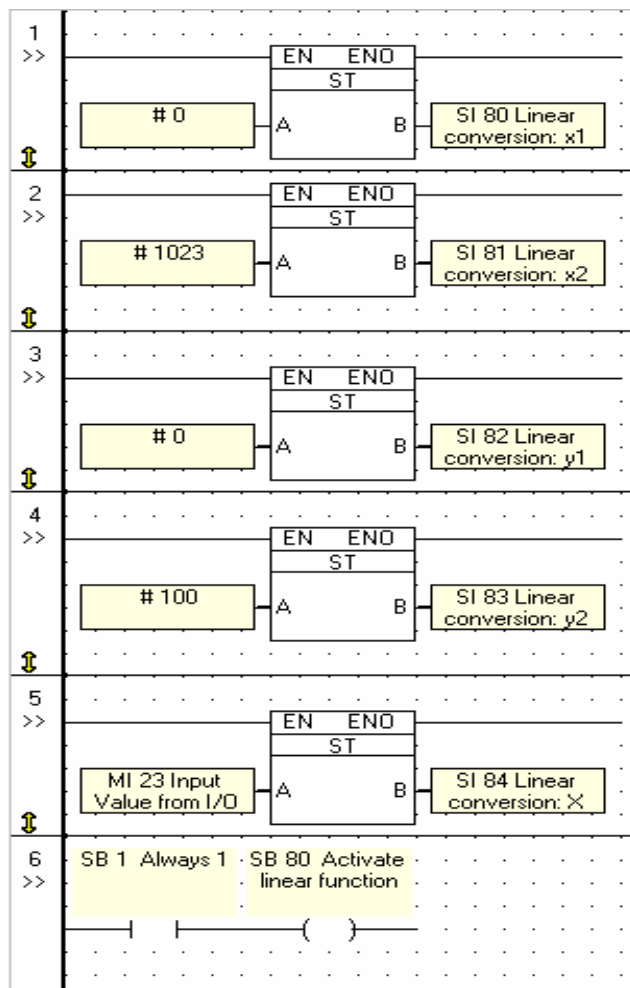 1
>>
EN ENO
ST
# 0
A B
SI 80 Linear
conversion: x1
2
>>
EN ENO
ST
# 1023
A B
SI 81 Linear
conversion: x2
3
>>
EN ENO
ST
# 0
A B
SI 82 Linear
conversion: y1
4
>>
EN ENO
ST
# 100
A B
SI 83 Linear
conversion: y2
5
>>
EN ENO
ST
MI 23 Input
Value from I/O
A B
SI 84 Linear
conversion: X
6
>>
SB 1 Always 1
SB 80 Activate
linear function